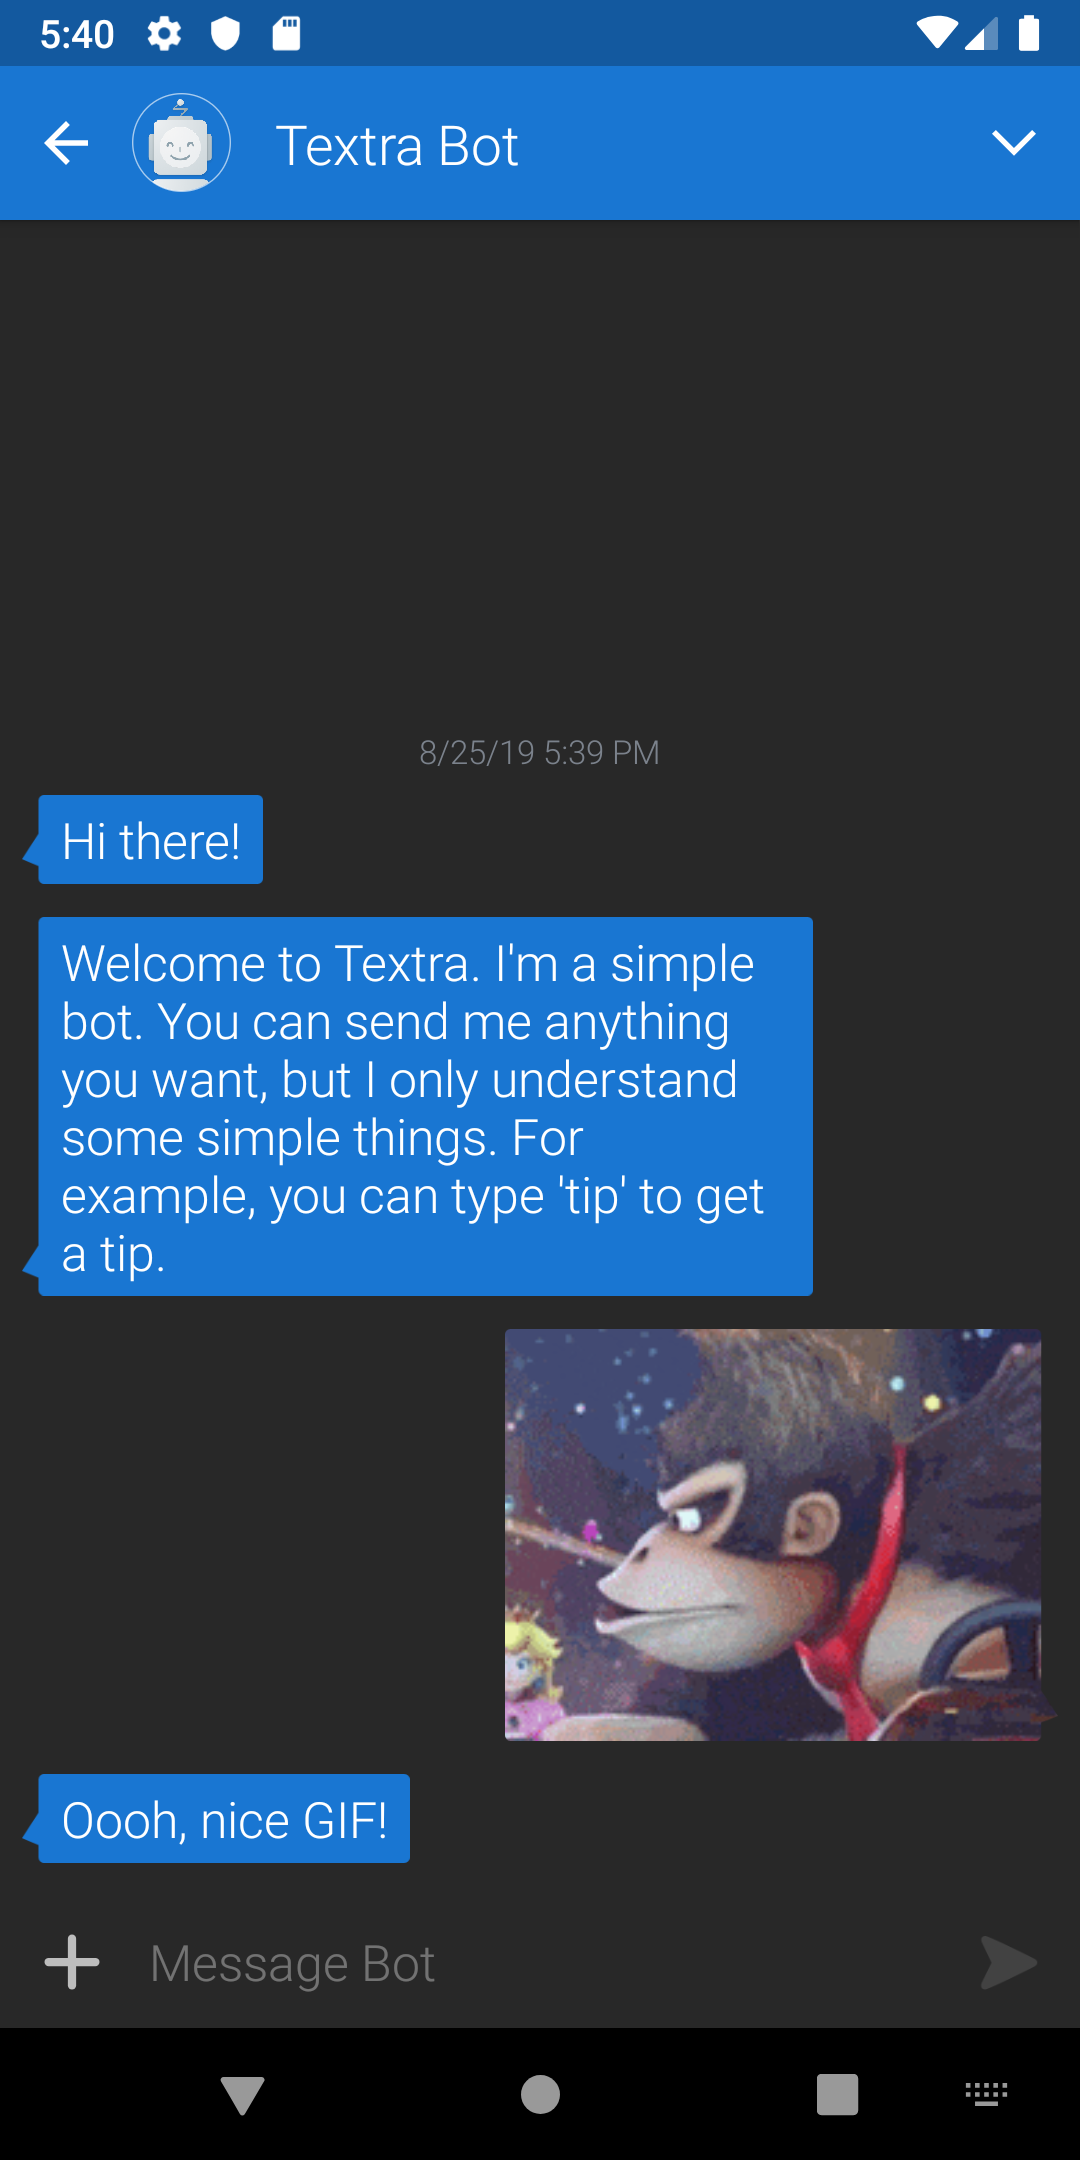 5:40
Textra Bot
8/25/19 5:39 PM
Hi there!
Welcome to Textra. I'm a simple
bot. You can send me anything
you want, but I only understand
some simple things. For
example, you can type 'tip' to get
a tip.
Oooh, nice GIF!
Message Bot